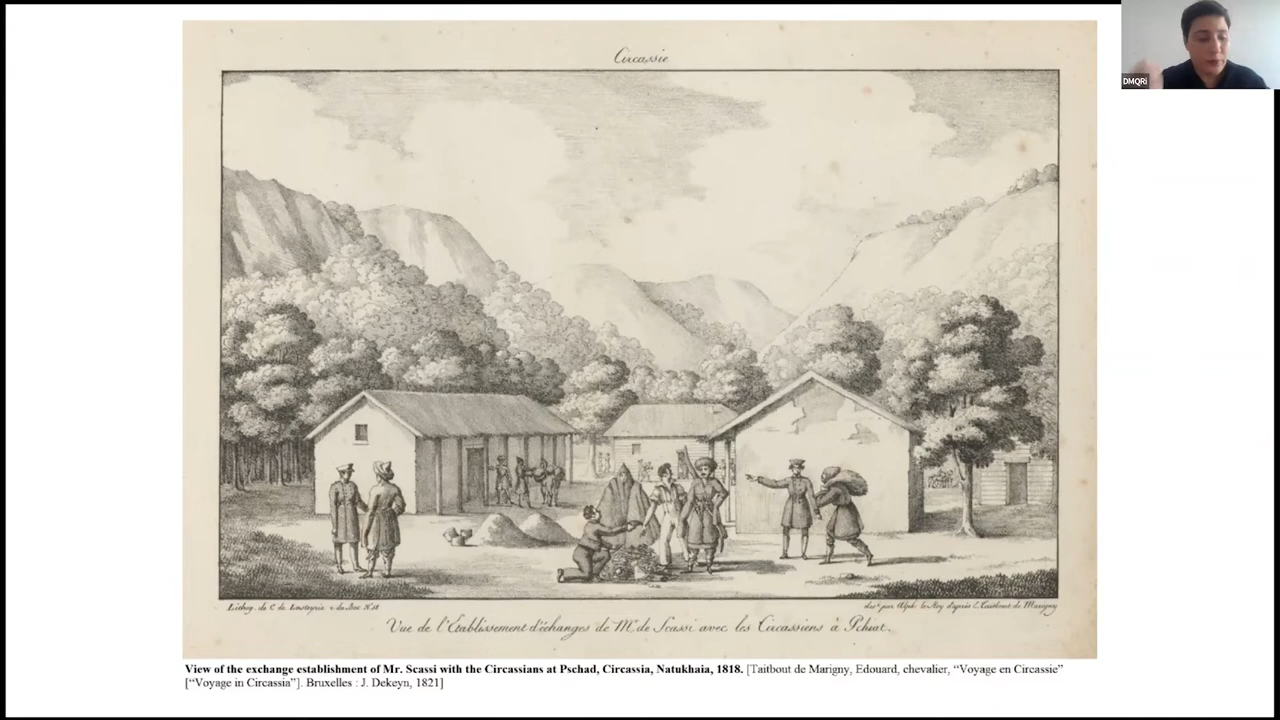 Circassie
DMQRi
Lithog. de C. de Lasteyrie r. du Bac N.58
des.é par Alph. le Roy d'après E. Taitbout de Marigny
Vue de l'Etablissement d'échanges de Mr. de Scassi avec les Circassiens à Pchiat.
View of the exchange establishment of Mr. Scassi with the Circassians at Pschad, Circassia, Natukhaia, 1818. [Taitbout de Marigny, Edouard, chevalier, “Voyage en Circassie”
[“Voyage in Circassia”]. Bruxelles : J. Dekeyn, 1821]